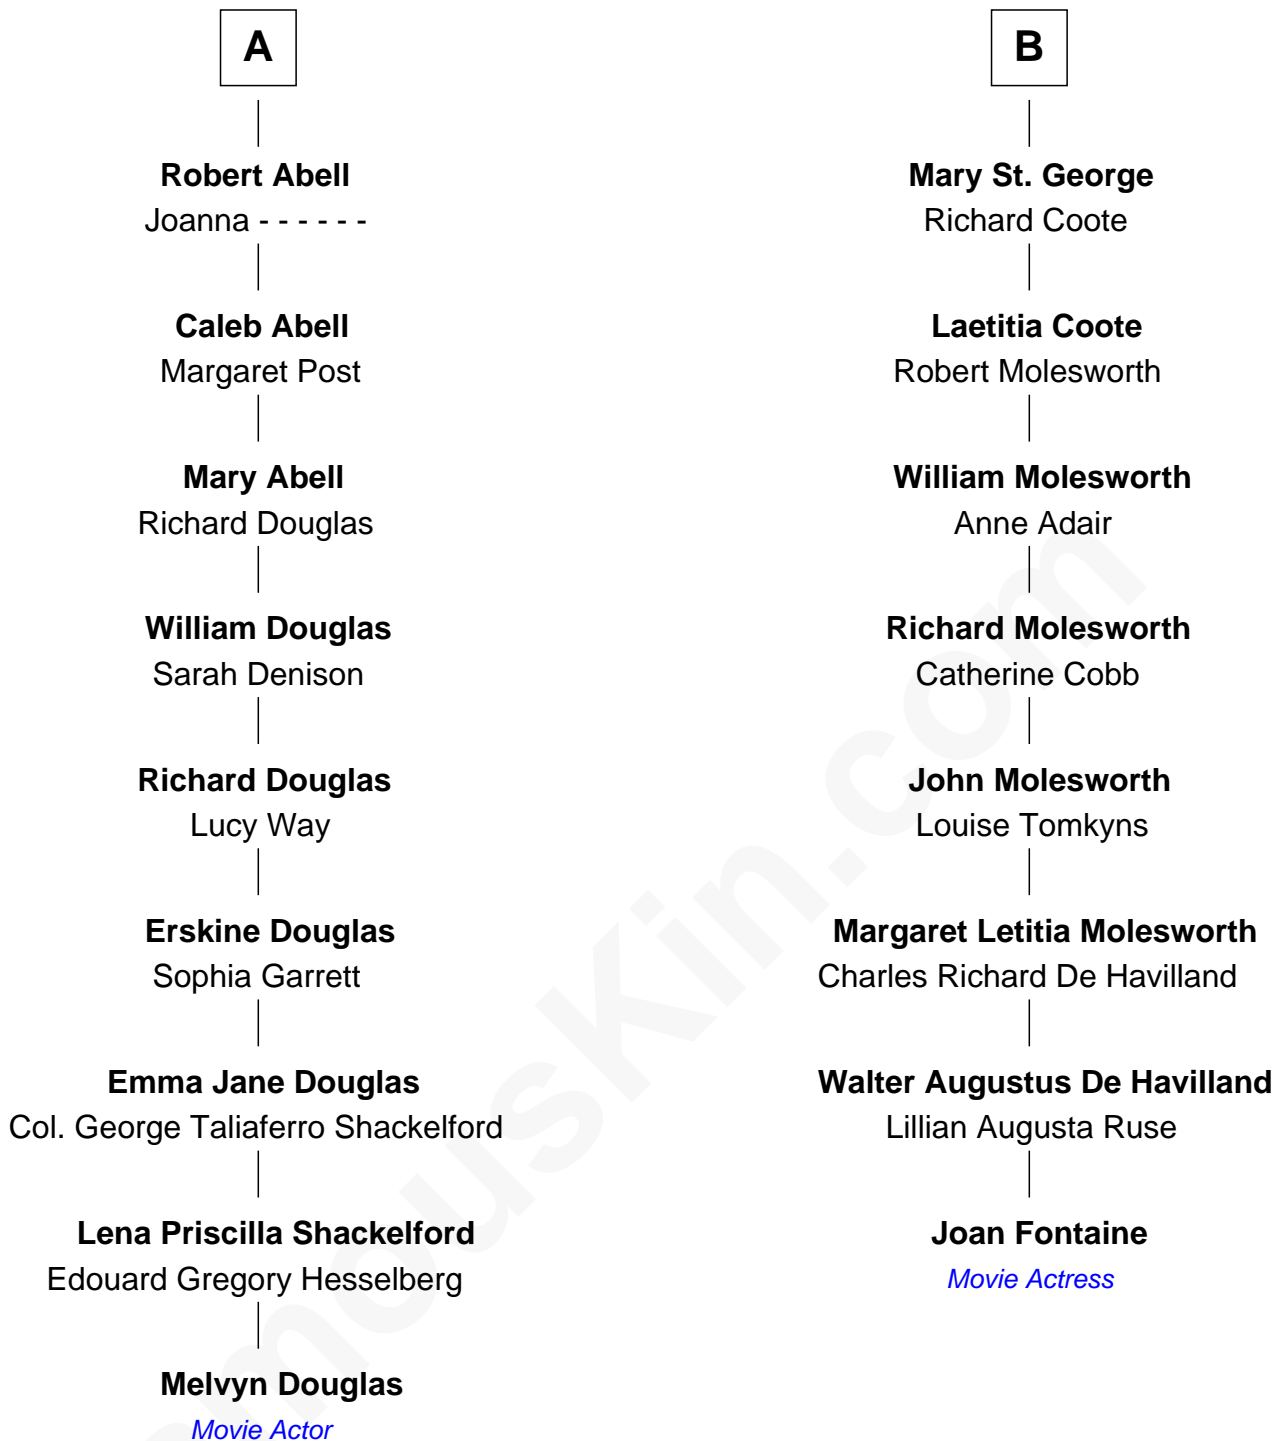 A
Robert Abell
Joanna - - - - - -
Caleb Abell
Margaret Post
Mary Abell
Richard Douglas
William Douglas
Sarah Denison
Richard Douglas
Lucy Way
Erskine Douglas
Sophia Garrett
Emma Jane Douglas
Col. George Taliaferro Shackelford
Lena Priscilla Shackelford
Edouard Gregory Hesselberg
Melvyn Douglas
Movie Actor
B
Mary St. George
Richard Coote
Laetitia Coote
Robert Molesworth
William Molesworth
Anne Adair
Richard Molesworth
Catherine Cobb
John Molesworth
Louise Tomkyns
Margaret Letitia Molesworth
Charles Richard De Havilland
Walter Augustus De Havilland
Lillian Augusta Ruse
Joan Fontaine
Movie Actress
mousKin.com